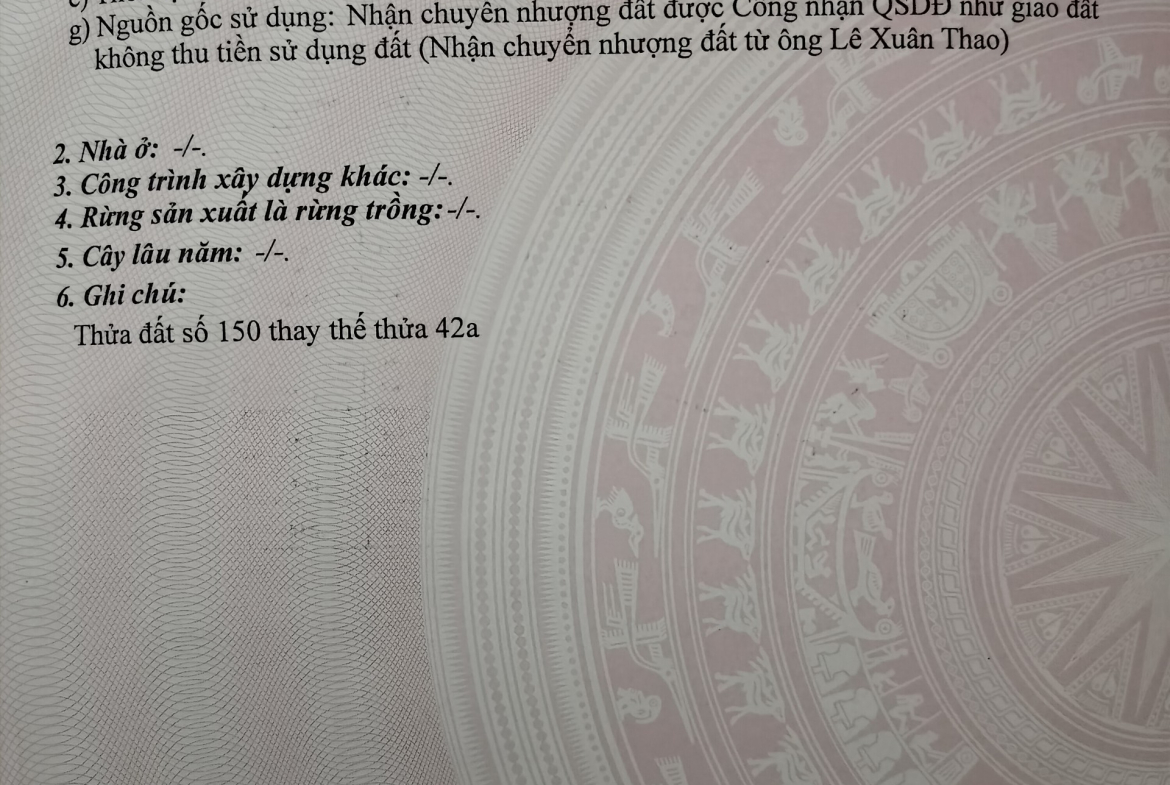 g) Nguồn gốc sử dụng: Nhận chuyển nhượng đất được Công nhận QSDĐ như giao đất
không thu tiền sử dụng đất (Nhận chuyển nhượng đất từ ông Lê Xuân Thao)
2. Nhà ở: -/-.
3. Công trình xây dựng khác: -/-.
4. Rừng sản xuất là rừng trồng: -/-.
5. Cây lâu năm: -/-.
6. Ghi chú:
Thửa đất số 150 thay thế thửa 42a